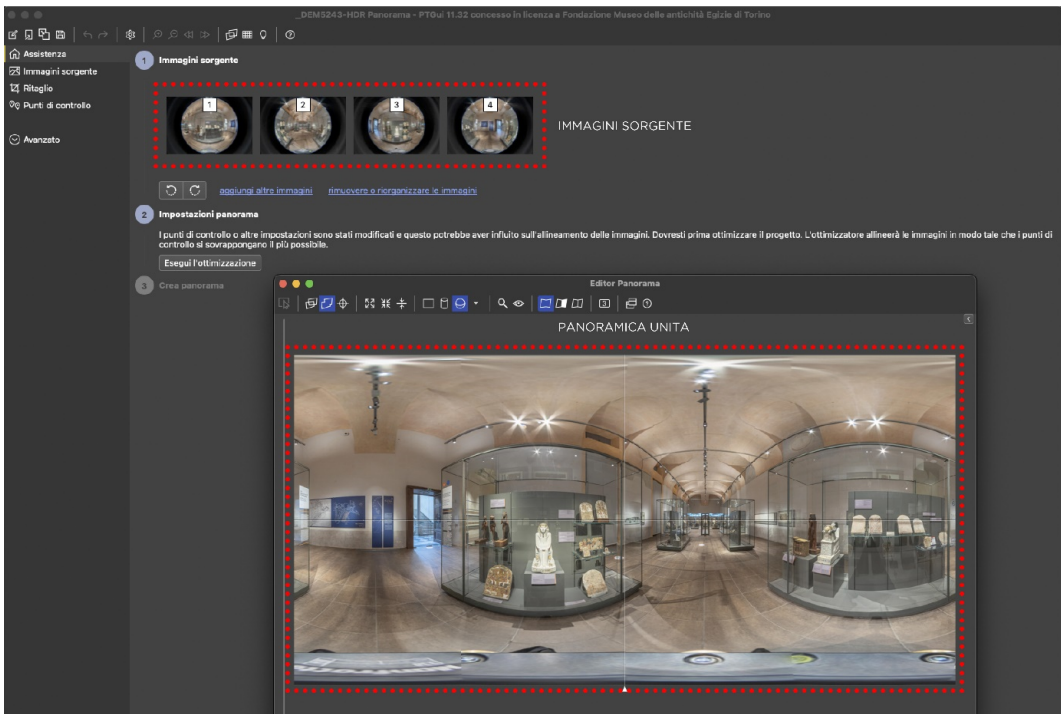 _DEM5243-HDR Panorama - PTGui 11.32 concesso in licenza a Fondazione Museo delle antichità Egizie di Torino
Assistenza
Immagini sorgente
Ritaglio
Punti di controllo
Avanzato
1 Immagini sorgente
1 2 3 4
IMMAGINI SORGENTE
aggiungi altre immagini rimuovere o riorganizzare le immagini
2 Impostazioni panorama
I punti di controllo o altre impostazioni sono stati modificati e questo potrebbe aver influito sull'allineamento delle immagini. Dovresti prima ottimizzare il progetto. L'ottimizzatore allineerà le immagini in modo tale che i punti di
controllo si sovrappongano il più possibile.
Esegui l'ottimizzazione
3 Crea panorama
Editor Panorama
PANORAMICA UNITA